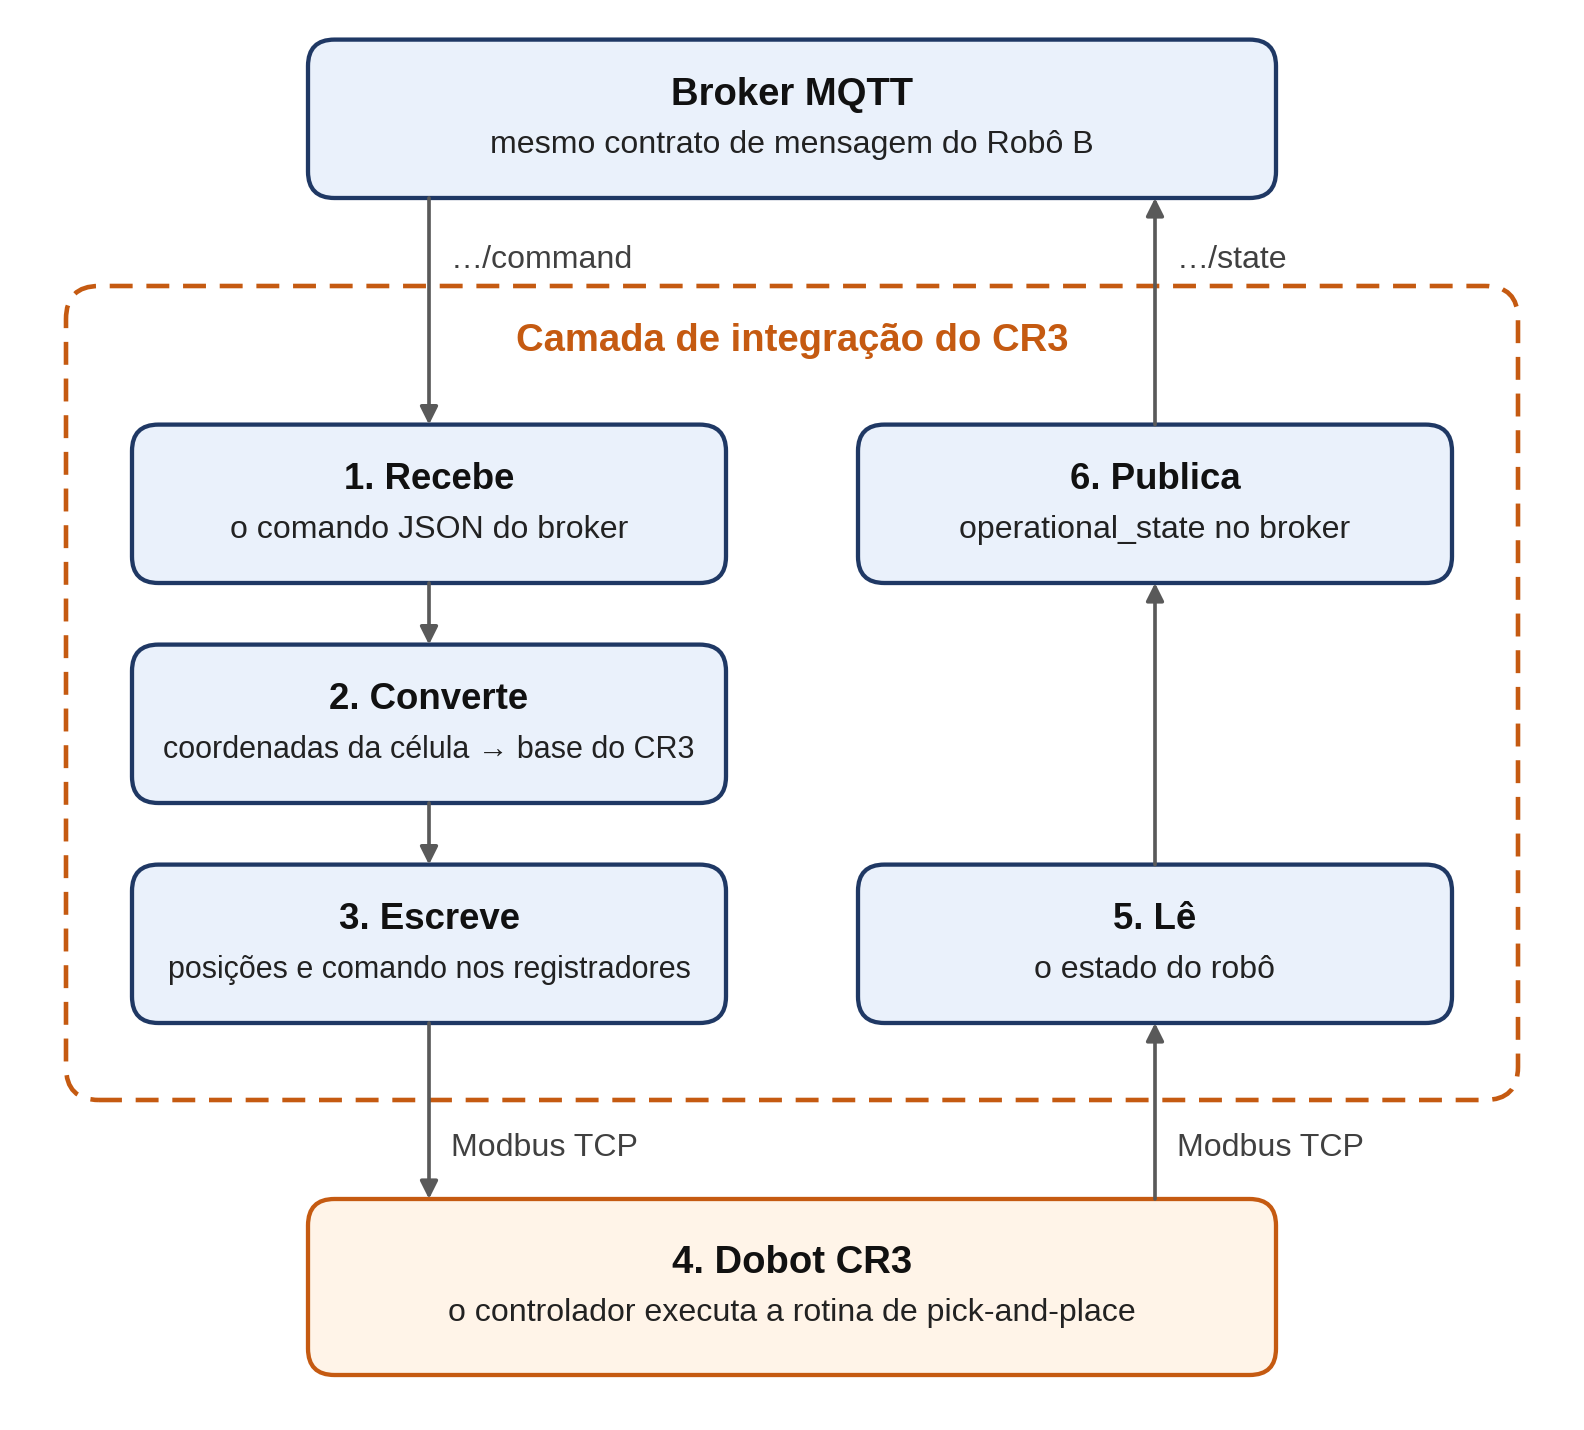 Broker MQTT
mesmo contrato de mensagem do Robô B
…/command
…/state
Camada de integração do CR3
1. Recebe
o comando JSON do broker
2. Converte
coordenadas da célula → base do CR3
3. Escreve
posições e comando nos registradores
6. Publica
operational_state no broker
5. Lê
o estado do robô
Modbus TCP
Modbus TCP
4. Dobot CR3
o controlador executa a rotina de pick-and-place